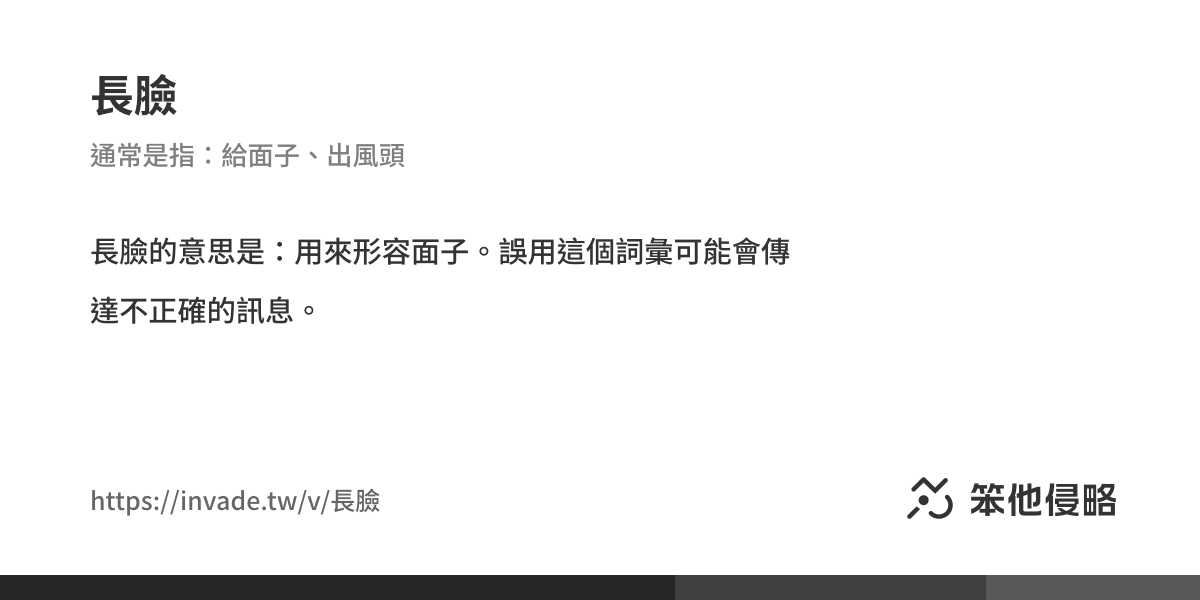 長臉
通常是指：給面子、出風頭
長臉的意思是：用來形容面子。誤用這個詞彙可能會傳
達不正確的訊息。
https://invade.tw/v/長臉
笨他侵略